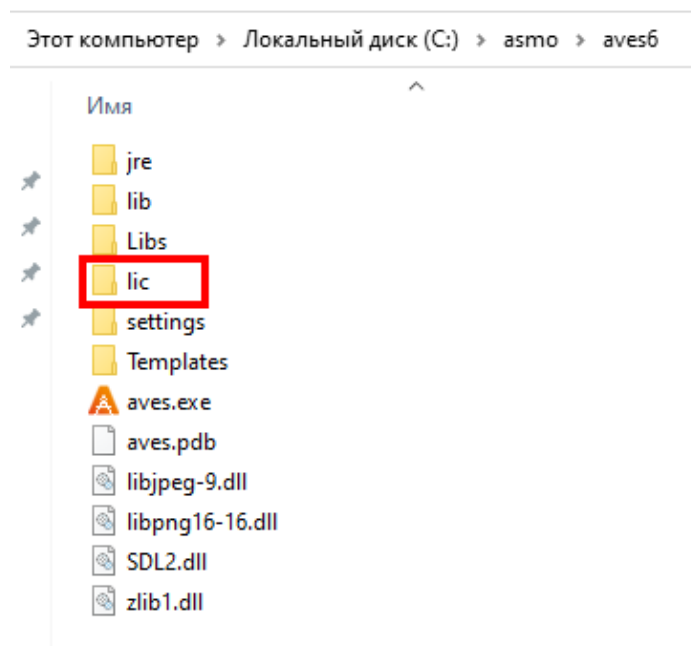 Этот компьютер > Локальный диск (C:) > asmo > aves6
Имя
jre
lib
Libs
lic
settings
Templates
aves.exe
aves.pdb
libjpeg-9.dll
libpng16-16.dll
SDL2.dll
zlib1.dll